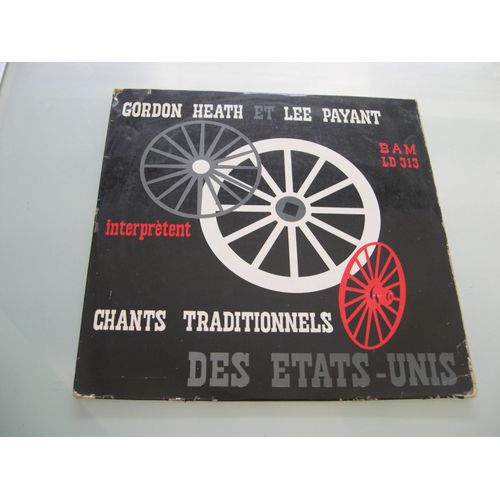 GORDON HEATH ET LEE PAYANT
BAM
LD 313
interprètent
CHANTS TRADITIONNELS
DES ETATS-UNIS